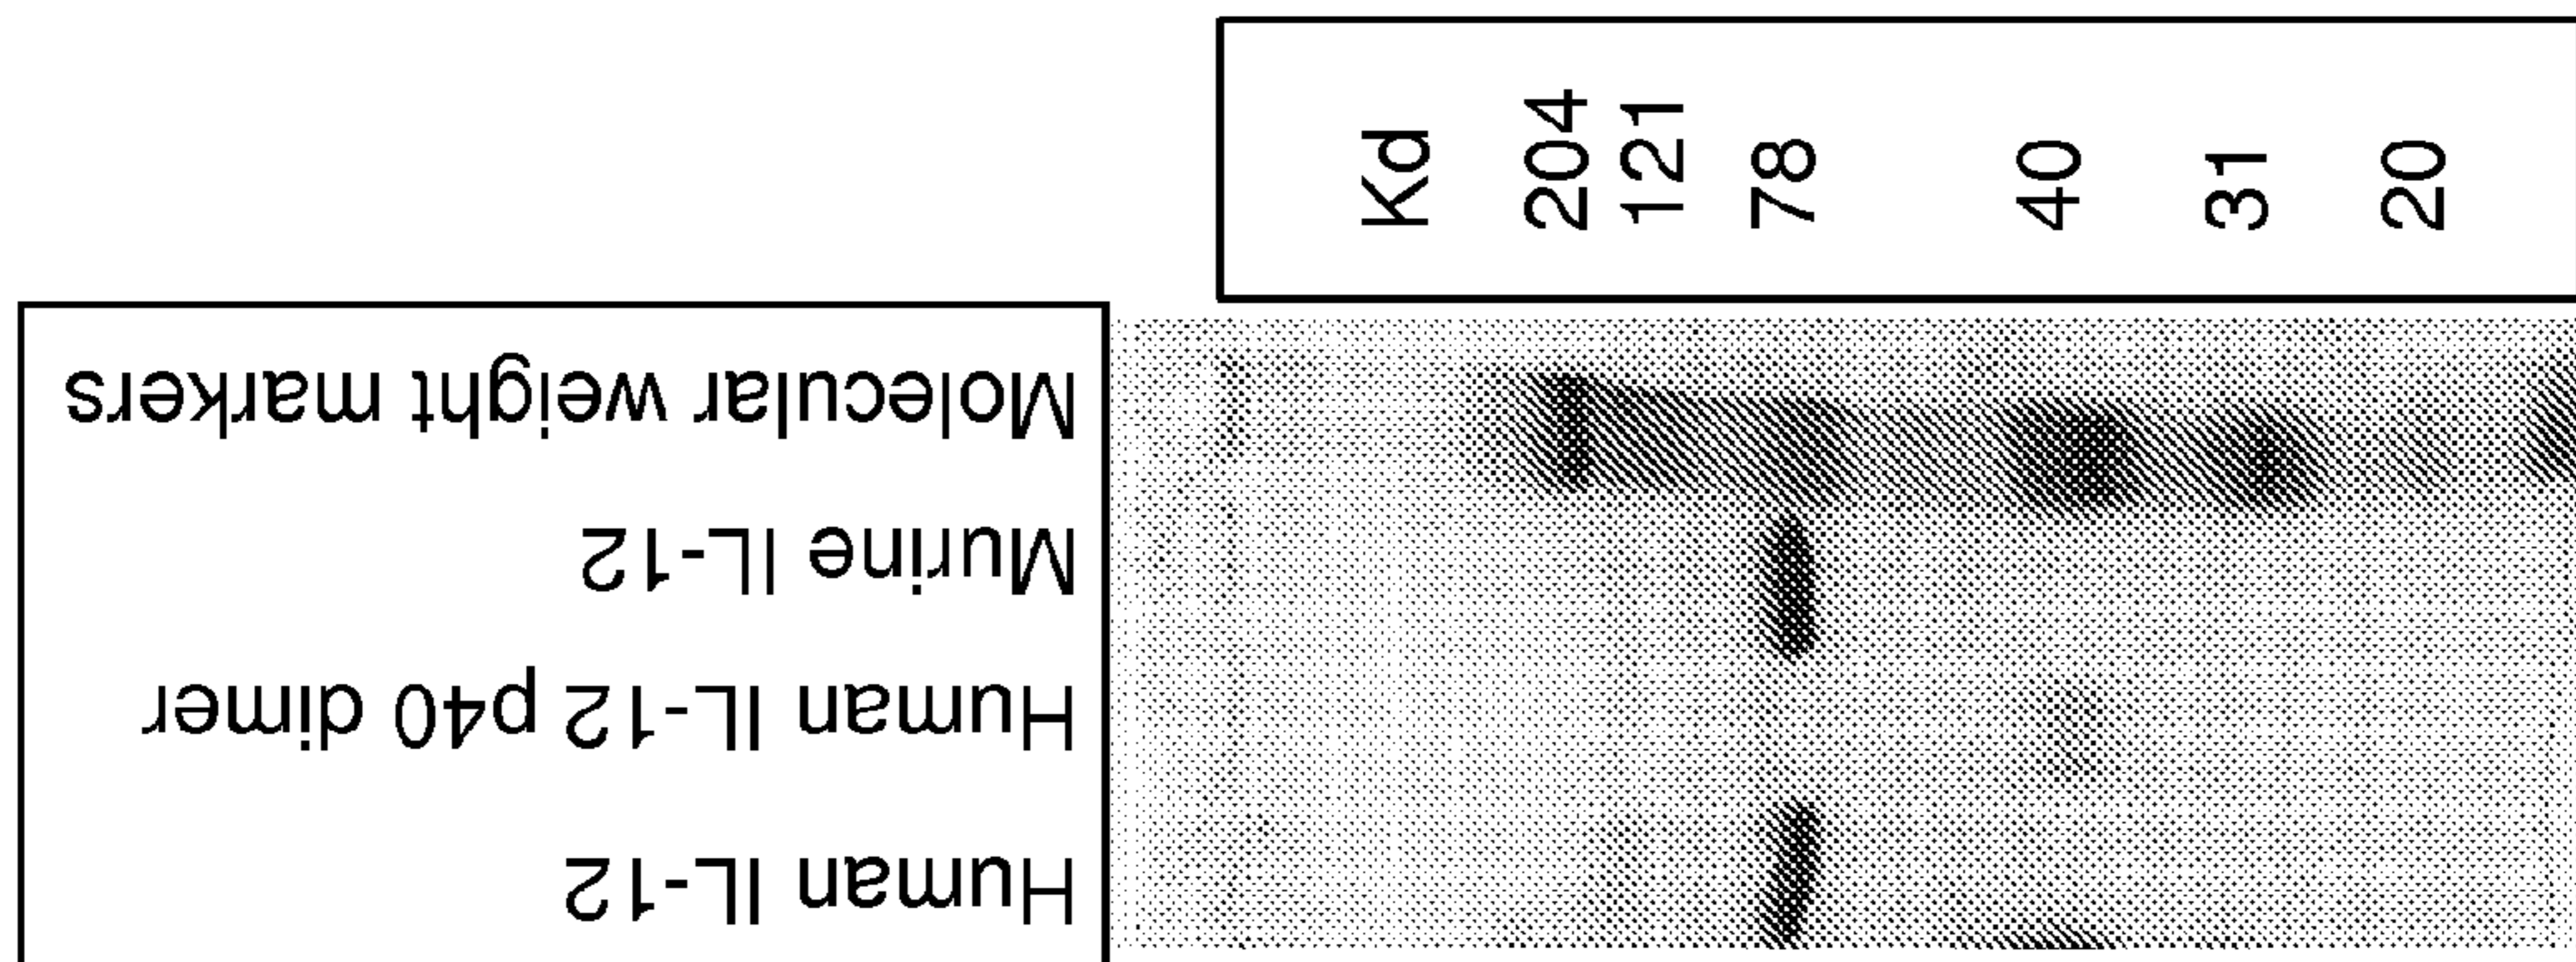 Kd
204
121
78
40
31
20
Molecular weight markers
Murine IL-12
Human IL-12 p40 dimer
Human IL-12